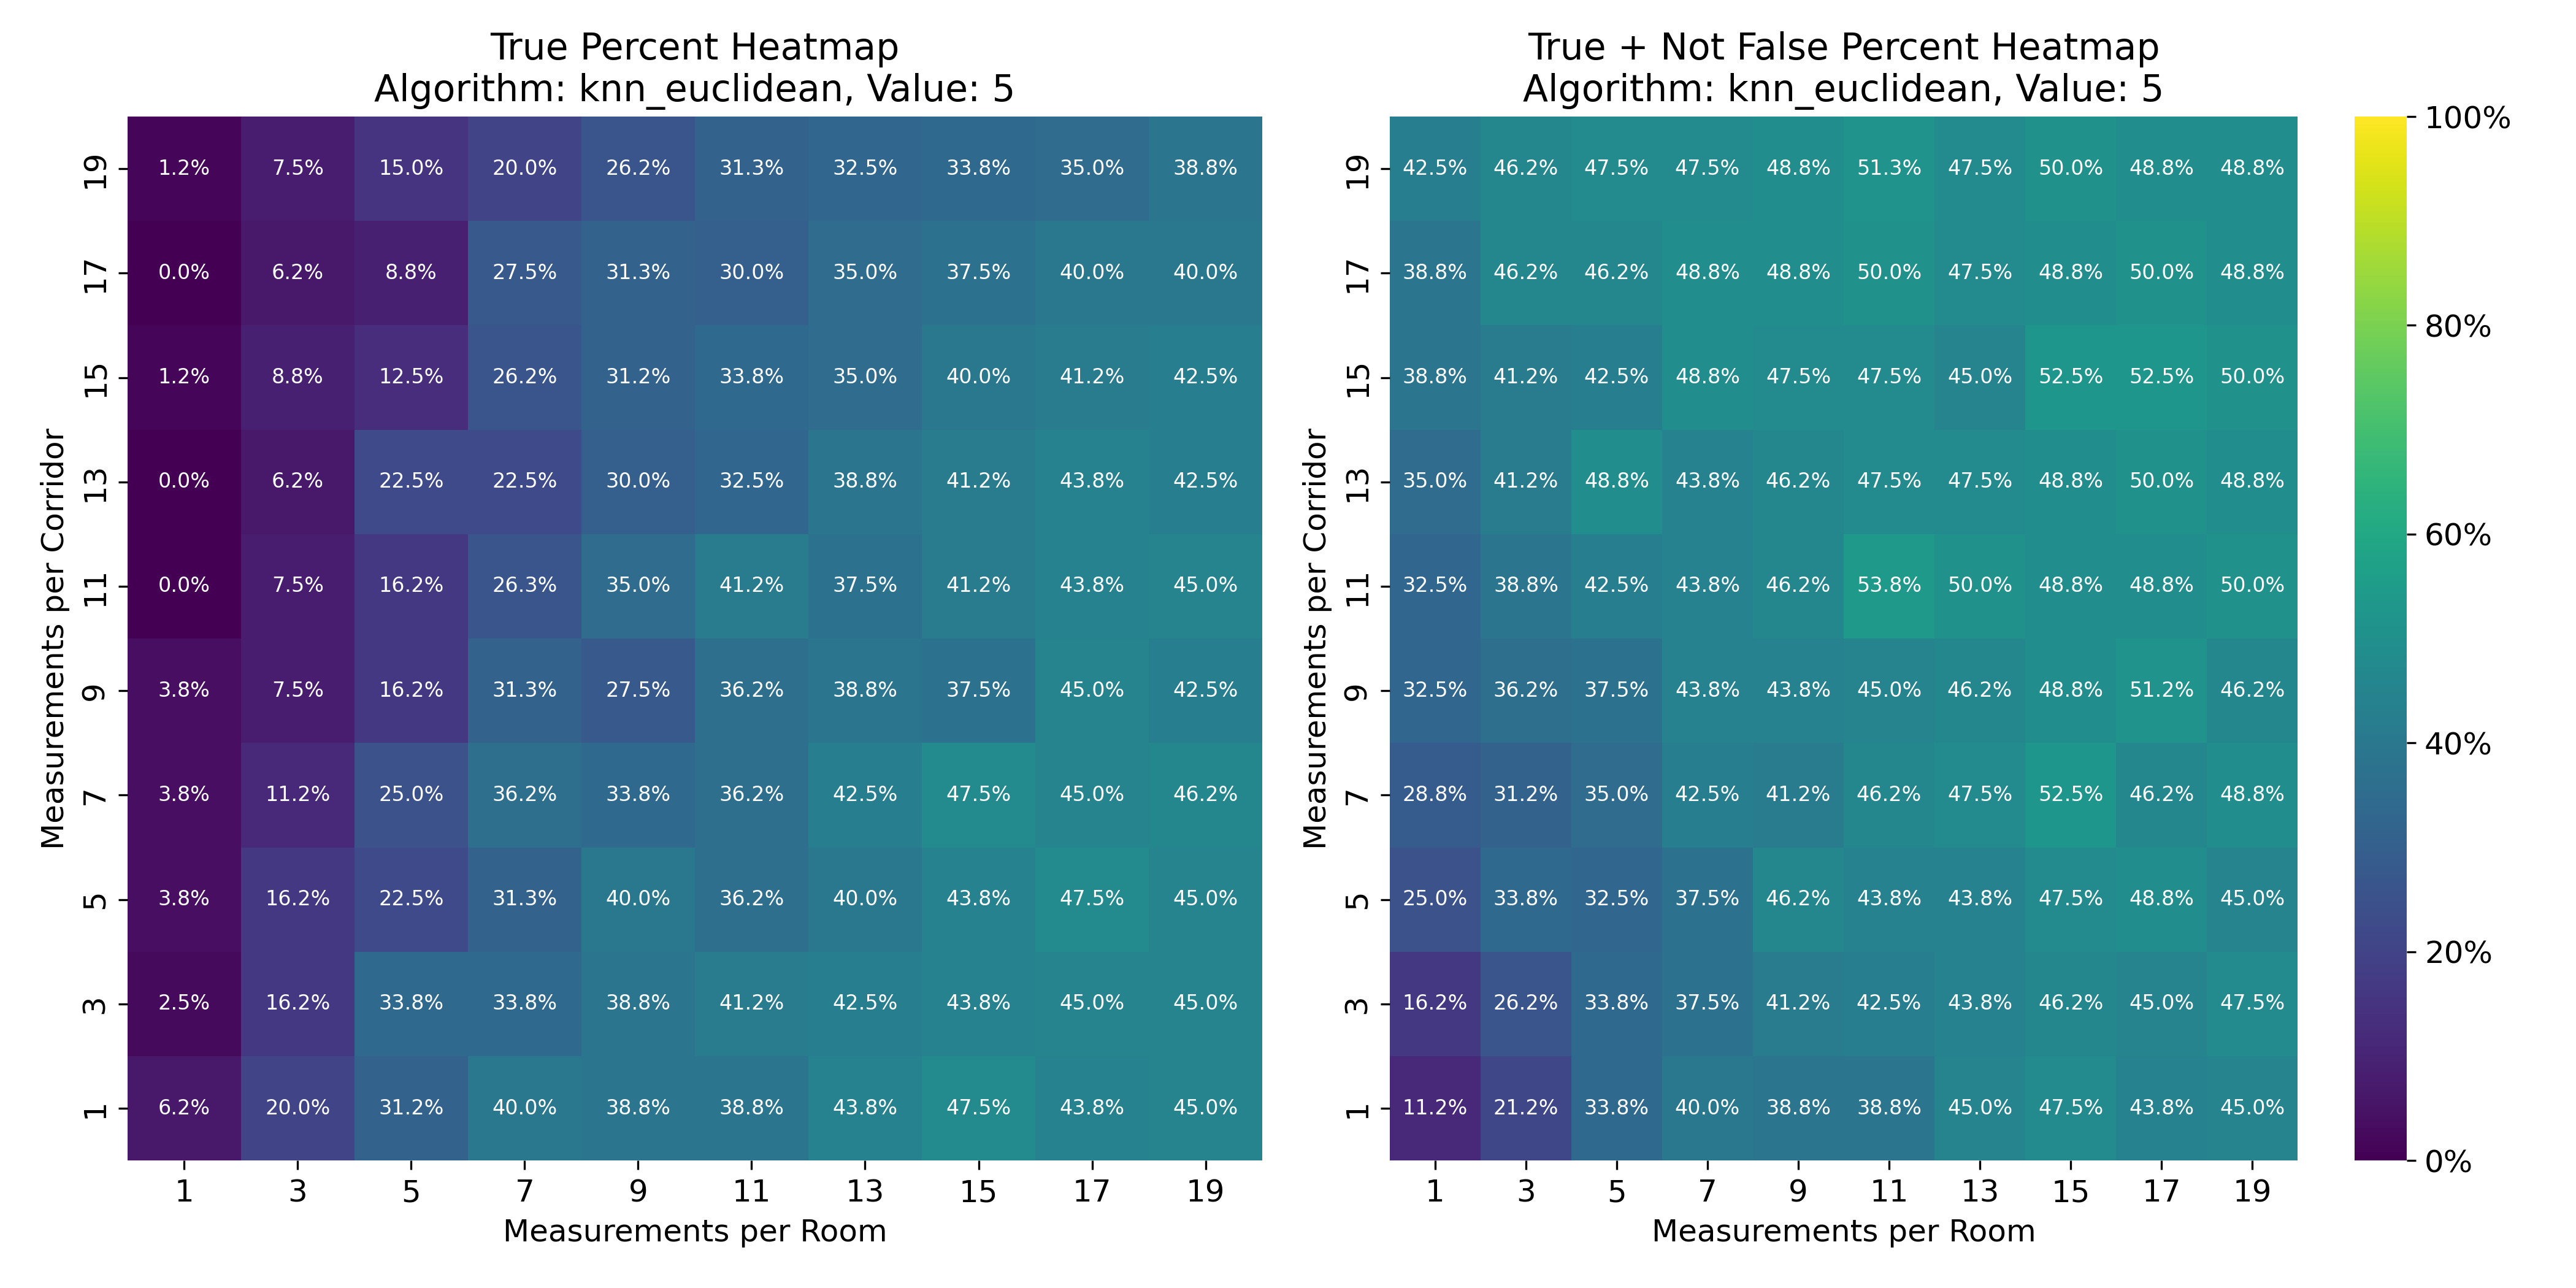 True Percent Heatmap
Algorithm: knn_euclidean, Value: 5
Measurements per Corridor
19 1.2% 7.5% 15.0% 20.0% 26.2% 31.3% 32.5% 33.8% 35.0% 38.8%
17 0.0% 6.2% 8.8% 27.5% 31.3% 30.0% 35.0% 37.5% 40.0% 40.0%
15 1.2% 8.8% 12.5% 26.2% 31.2% 33.8% 35.0% 40.0% 41.2% 42.5%
13 0.0% 6.2% 22.5% 22.5% 30.0% 32.5% 38.8% 41.2% 43.8% 42.5%
11 0.0% 7.5% 16.2% 26.3% 35.0% 41.2% 37.5% 41.2% 43.8% 45.0%
9 3.8% 7.5% 16.2% 31.3% 27.5% 36.2% 38.8% 37.5% 45.0% 42.5%
7 3.8% 11.2% 25.0% 36.2% 33.8% 36.2% 42.5% 47.5% 45.0% 46.2%
5 3.8% 16.2% 22.5% 31.3% 40.0% 36.2% 40.0% 43.8% 47.5% 45.0%
3 2.5% 16.2% 33.8% 33.8% 38.8% 41.2% 42.5% 43.8% 45.0% 45.0%
1 6.2% 20.0% 31.2% 40.0% 38.8% 38.8% 43.8% 47.5% 43.8% 45.0%
1 3 5 7 9 11 13 15 17 19
Measurements per Room
True + Not False Percent Heatmap
Algorithm: knn_euclidean, Value: 5
Measurements per Corridor
19 42.5% 46.2% 47.5% 47.5% 48.8% 51.3% 47.5% 50.0% 48.8% 48.8%
17 38.8% 46.2% 46.2% 48.8% 48.8% 50.0% 47.5% 48.8% 50.0% 48.8%
15 38.8% 41.2% 42.5% 48.8% 47.5% 47.5% 45.0% 52.5% 52.5% 50.0%
13 35.0% 41.2% 48.8% 43.8% 46.2% 47.5% 47.5% 48.8% 50.0% 48.8%
11 32.5% 38.8% 42.5% 43.8% 46.2% 53.8% 50.0% 48.8% 48.8% 50.0%
9 32.5% 36.2% 37.5% 43.8% 43.8% 45.0% 46.2% 48.8% 51.2% 46.2%
7 28.8% 31.2% 35.0% 42.5% 41.2% 46.2% 47.5% 52.5% 46.2% 48.8%
5 25.0% 33.8% 32.5% 37.5% 46.2% 43.8% 43.8% 47.5% 48.8% 45.0%
3 16.2% 26.2% 33.8% 37.5% 41.2% 42.5% 43.8% 46.2% 45.0% 47.5%
1 11.2% 21.2% 33.8% 40.0% 38.8% 38.8% 45.0% 47.5% 43.8% 45.0%
1 3 5 7 9 11 13 15 17 19
Measurements per Room
100%
80%
60%
40%
20%
0%